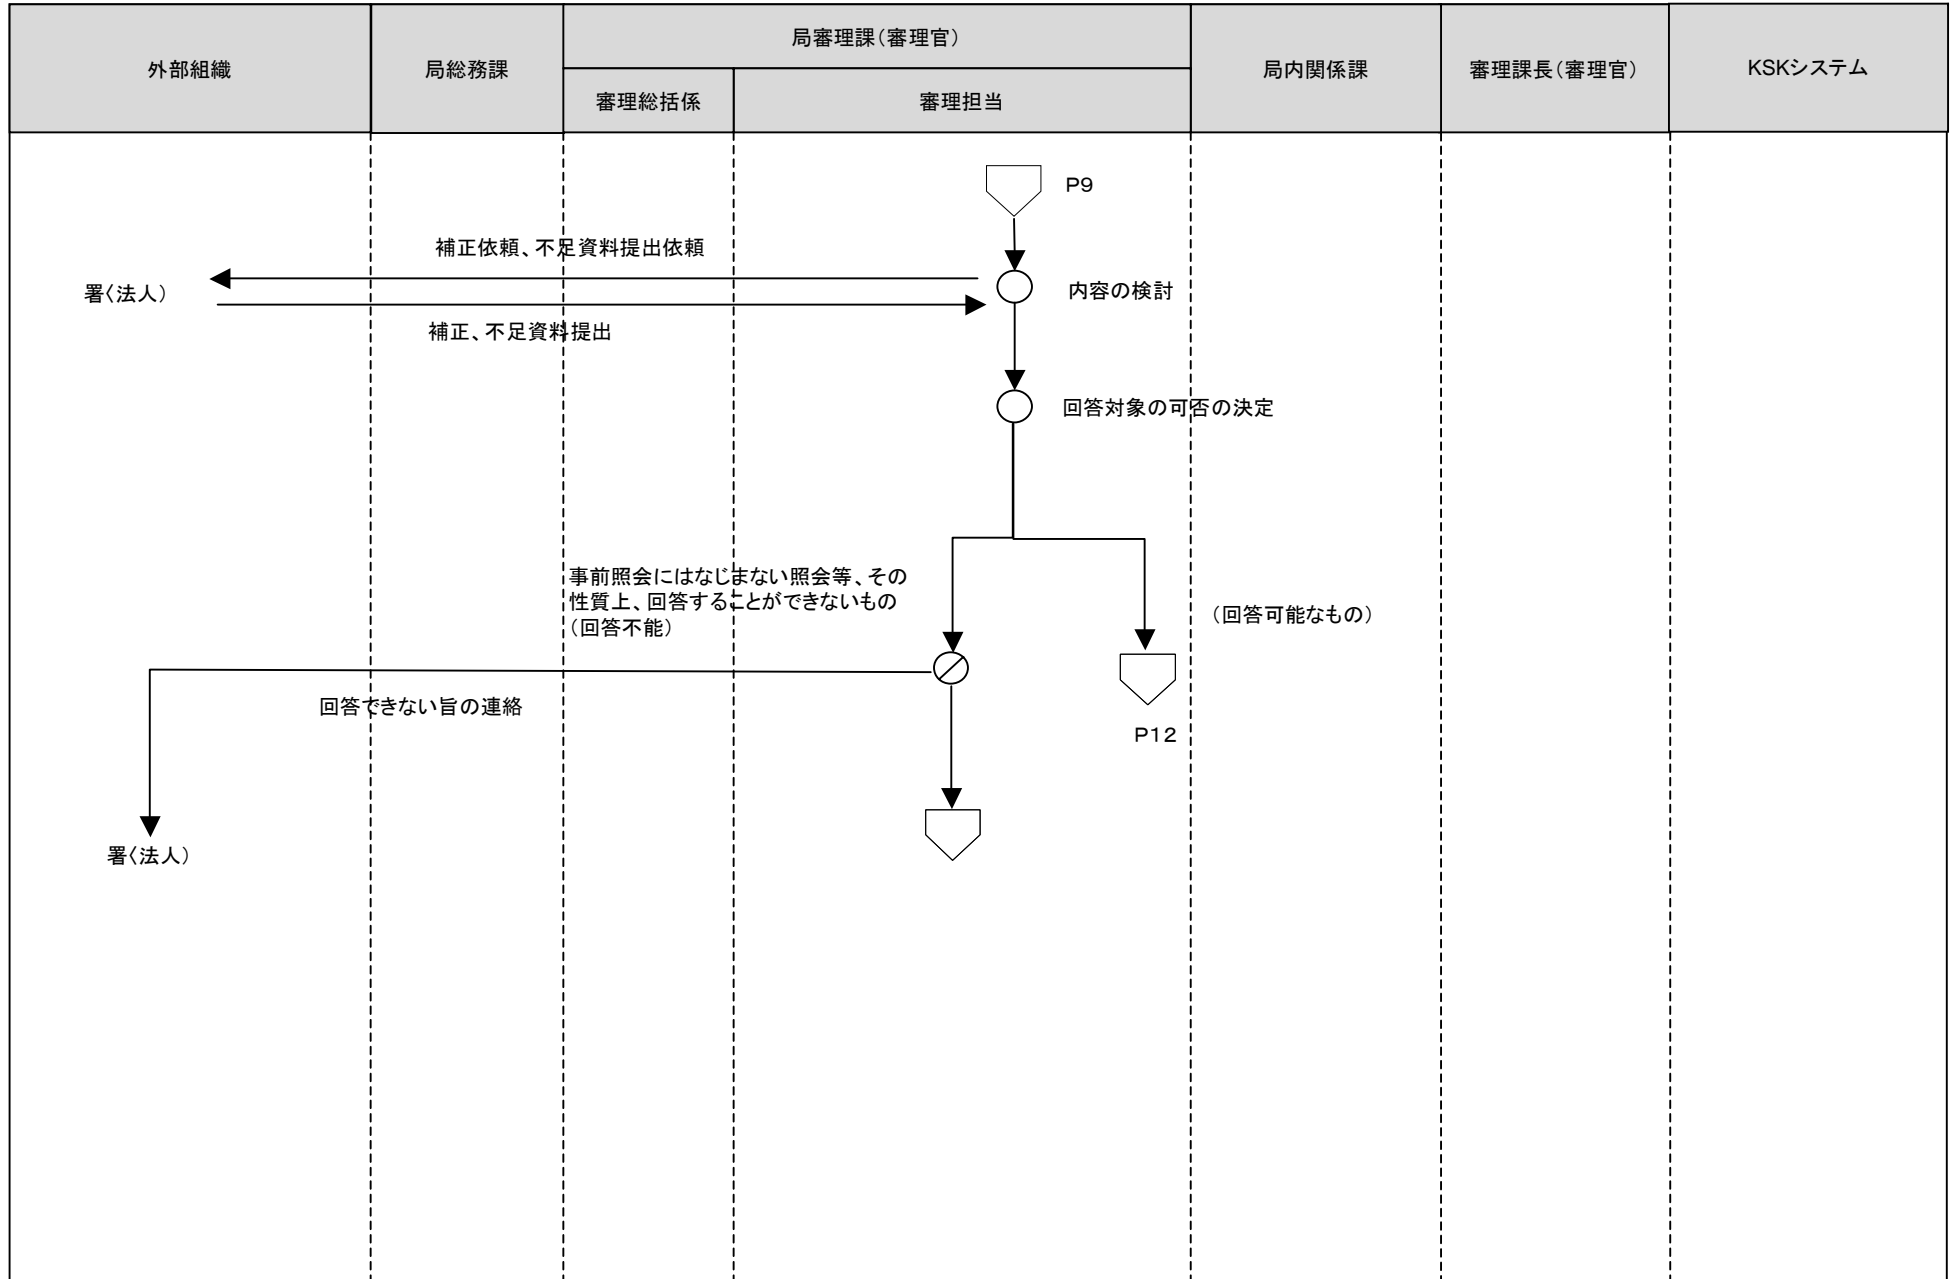 外部組織
局総務課
局審理課（審理官）
審理総括係
審理担当
局内関係課
審理課長（審理官）
KSKシステム
P9
補正依頼、不足資料提出依頼
署〈法人〉
内容の検討
補正、不足資料提出
回答対象の可否の決定
事前照会にはなじまない照会等、その
性質上、回答することができないもの
（回答不能）
（回答可能なもの）
回答できない旨の連絡
P12
署〈法人〉